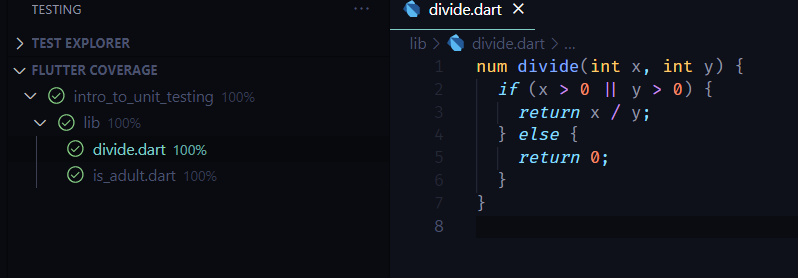 TESTING ...
TEST EXPLORER
FLUTTER COVERAGE
intro_to_unit_testing 100%
lib 100%
divide.dart 100%
is_adult.dart 100%
divide.dart ×
lib > divide.dart > ...
1 num divide(int x, int y) {
2   if (x > 0 || y > 0) {
3     return x / y;
4   } else {
5     return 0;
6   }
7 }
8